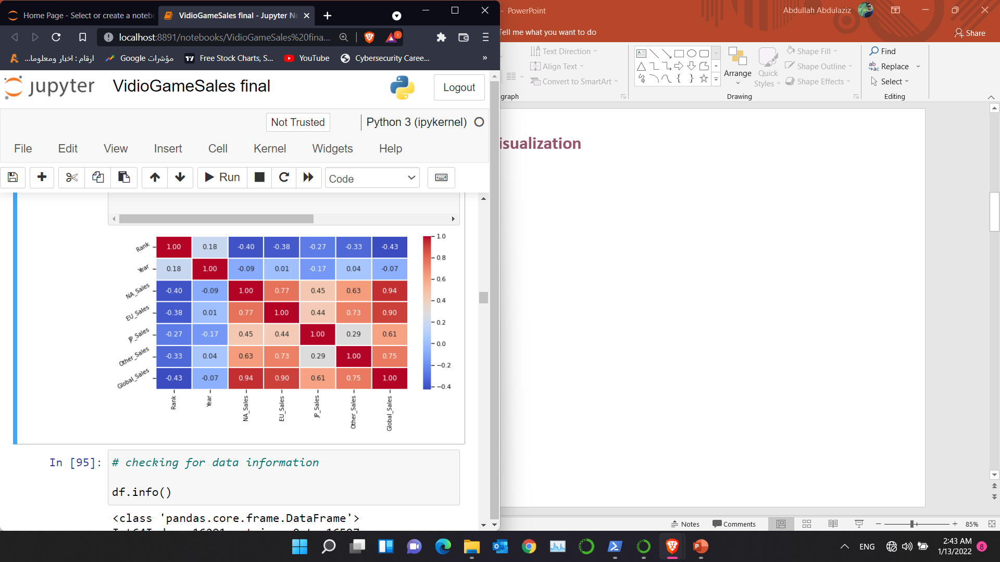 Home Page - Select or create a noteb
VidioGameSales final - Jupyter N
localhost:8891/notebooks/VidioGameSales%20fina...
1
ارقام : اخبار ومعلوما...
مؤشرات Google
Free Stock Charts, S...
YouTube
Cybersecurity Caree...
»
jupyter
VidioGameSales final
Logout
Not Trusted
Python 3 (ipykernel)
File Edit View Insert Cell Kernel Widgets Help
Run
Code
Rank 1.00 0.18 -0.40 -0.38 -0.27 -0.33 -0.43
Year 0.18 1.00 -0.09 0.01 -0.17 0.04 -0.07
NA_Sales -0.40 -0.09 1.00 0.77 0.45 0.63 0.94
EU_Sales -0.38 0.01 0.77 1.00 0.44 0.73 0.90
JP_Sales -0.27 -0.17 0.45 0.44 1.00 0.29 0.61
Other_Sales -0.33 0.04 0.63 0.73 0.29 1.00 0.75
Global_Sales -0.43 -0.07 0.94 0.90 0.61 0.75 1.00
Rank Year NA_Sales EU_Sales JP_Sales Other_Sales Global_Sales
1.0
0.8
0.6
0.4
0.2
0.0
−0.2
−0.4
In [95]:
# checking for data information
df.info()
<class 'pandas.core.frame.DataFrame'>
- PowerPoint
Abdullah Abdulaziz
Tell me what you want to do
Share
Text Direction
Align Text
Convert to SmartArt
graph
Arrange
Quick
Styles
Shape Fill
Shape Outline
Shape Effects
Drawing
Find
Replace
Select
Editing
isualization
Notes
Comments
85%
ENG
2:43 AM
1/13/2022
8